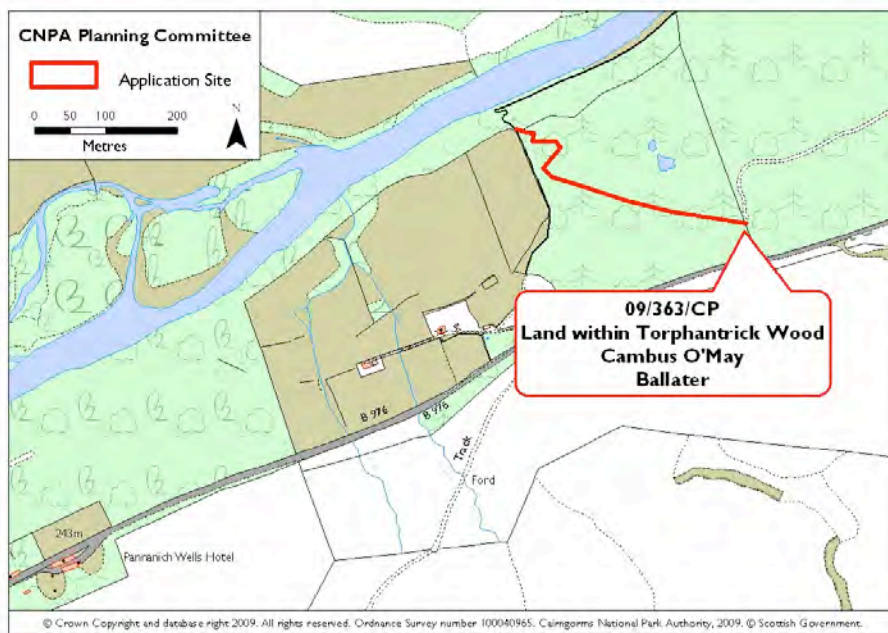 CNPA Planning Committee
Application Site
0 50 100 200
Metres
N
09/363/CP
Land within Torphantrick Wood
Cambus O'May
Ballater
B 976
B 976
Track
Ford
243m
Pannanich Wells Hotel
© Crown Copyright and database right 2009. All rights reserved. Ordnance Survey number 100040965. Cairngorms National Park Authority, 2009. © Scottish Government.